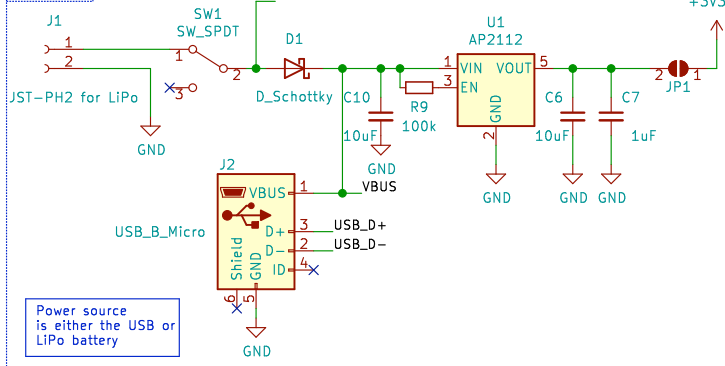 +3V3
J1
SW1
SW_SPDT
U1
AP2112
D1
1
2
1
2
3
JST-PH2 for LiPo
GND
D_Schottky
C10
10uF
GND
R9
100k
1
VIN
VOUT
5
3
EN
GND
2
GND
C6
10uF
GND
C7
1uF
GND
2
1
JP1
J2
VBUS
1
VBUS
USB_B_Micro
D+
3
USB_D+
D-
2
USB_D-
ID
4
Shield
GND
6
5
GND
Power source
is either the USB or
LiPo battery